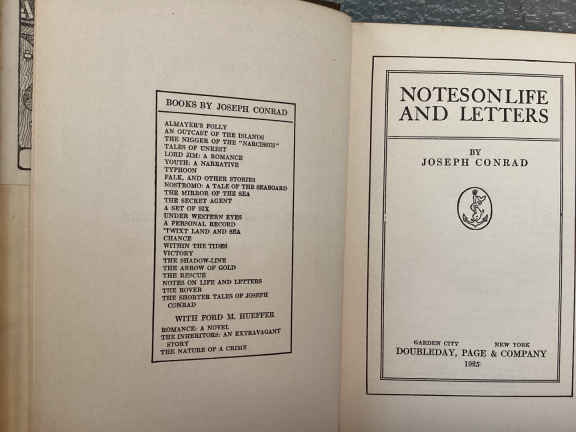 BOOKS BY JOSEPH CONRAD
ALMAYER'S FOLLY
AN OUTCAST OF THE ISLANDS
THE NIGGER OF THE "NARCISSUS"
TALES OF UNREST
LORD JIM: A ROMANCE
YOUTH: A NARRATIVE
TYPHOON
FALK, AND OTHER STORIES
NOSTROMO: A TALE OF THE SEABOARD
THE MIRROR OF THE SEA
THE SECRET AGENT
A SET OF SIX
UNDER WESTERN EYES
A PERSONAL RECORD
'TWIXT LAND AND SEA
CHANCE
WITHIN THE TIDES
VICTORY
THE SHADOW-LINE
THE ARROW OF GOLD
THE RESCUE
NOTES ON LIFE AND LETTERS
THE ROVER
THE SHORTER TALES OF JOSEPH
CONRAD
WITH FORD M. HUEFFER
ROMANCE: A NOVEL
THE INHERITORS: AN EXTRAVAGANT
STORY
THE NATURE OF A CRIME
NOTES ON LIFE
AND LETTERS
BY
JOSEPH CONRAD
GARDEN CITY NEW YORK
DOUBLEDAY, PAGE & COMPANY
1925